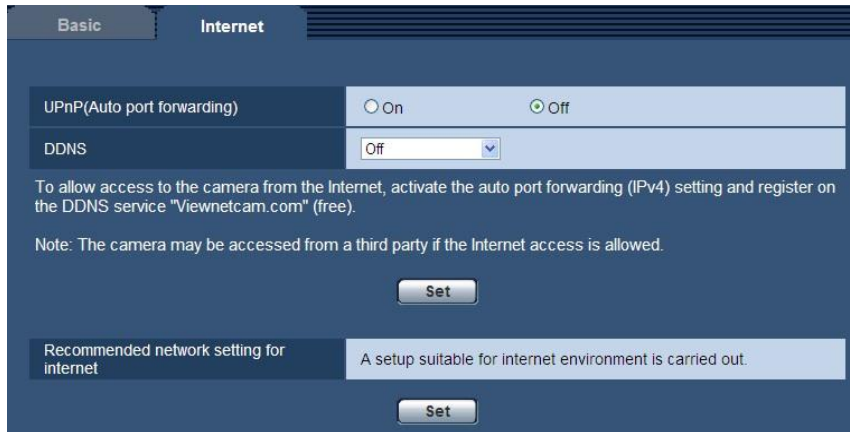 Basic
Internet
UPnP(Auto port forwarding)
On
Off
DDNS
Off
To allow access to the camera from the Internet, activate the auto port forwarding (IPv4) setting and register on
the DDNS service "Viewnetcam.com" (free).
Note: The camera may be accessed from a third party if the Internet access is allowed.
Set
Recommended network setting for
internet
A setup suitable for internet environment is carried out.
Set